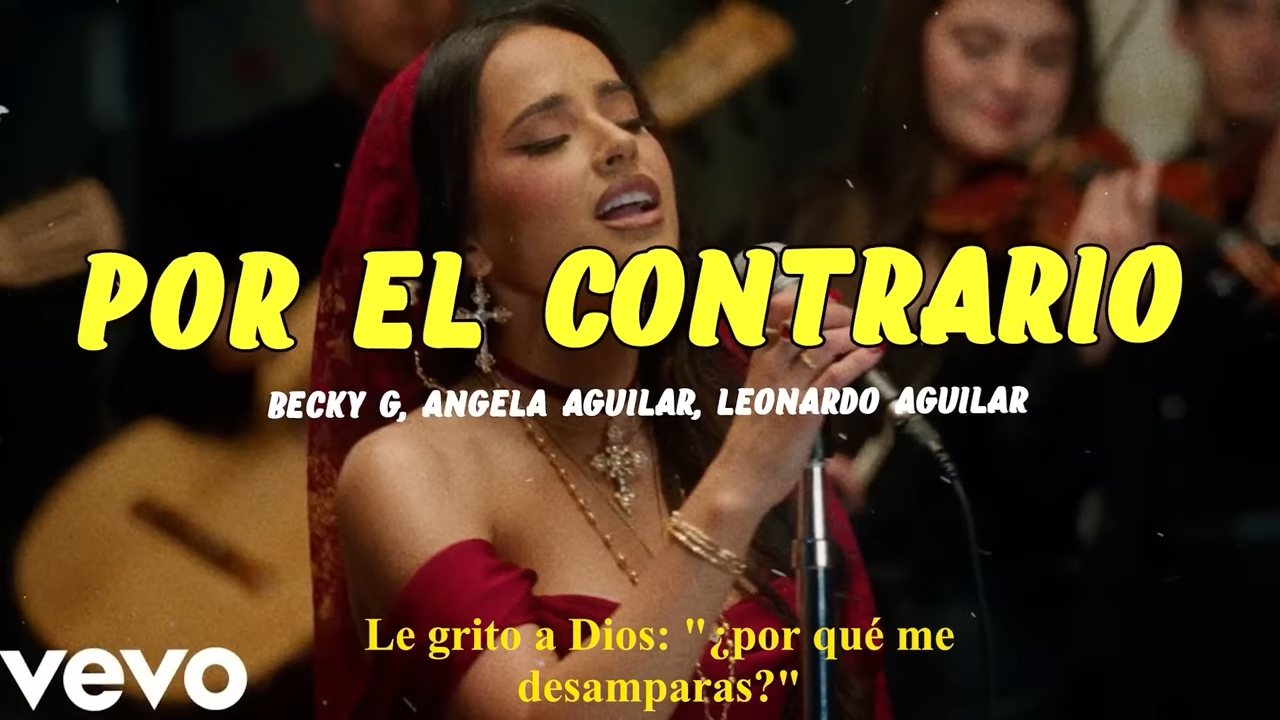 POR EL CONTRARIO
BECKY G, ANGELA AGUILAR, LEONARDO AGUILAR
Le grito a Dios: "¿por qué me
desamparas?"
vevo